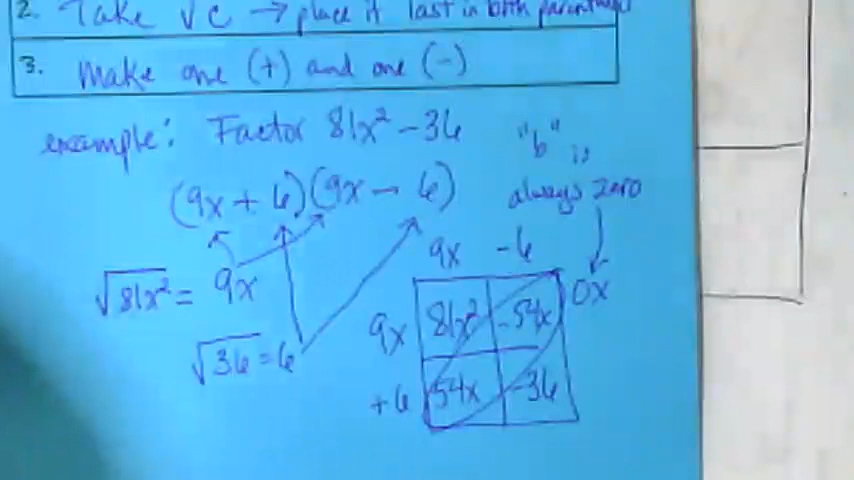 2. Take √C → place it last in both parentheses
3. Make one (+) and one (-)
example: Factor 81x² - 36
"b" is
always zero
(9x + 6)(9x - 6)
√81x² = 9x
√36 = 6
9x -6
9x 81x² -54x 0x
+6 54x -36